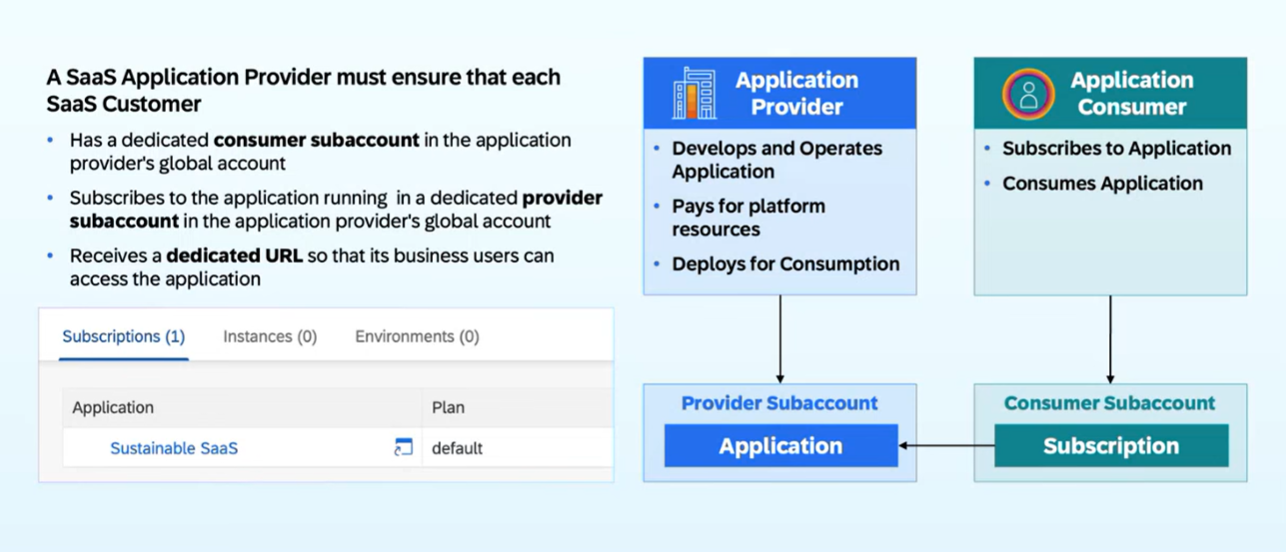 A SaaS Application Provider must ensure that each
SaaS Customer
• Has a dedicated consumer subaccount in the application
provider's global account
• Subscribes to the application running in a dedicated provider
subaccount in the application provider's global account
• Receives a dedicated URL so that its business users can
access the application
Subscriptions (1) Instances (0) Environments (0)
Application Plan
Sustainable SaaS default
Application
Provider
• Develops and Operates
Application
• Pays for platform
resources
• Deploys for Consumption
Provider Subaccount
Application
Application
Consumer
• Subscribes to Application
• Consumes Application
Consumer Subaccount
Subscription